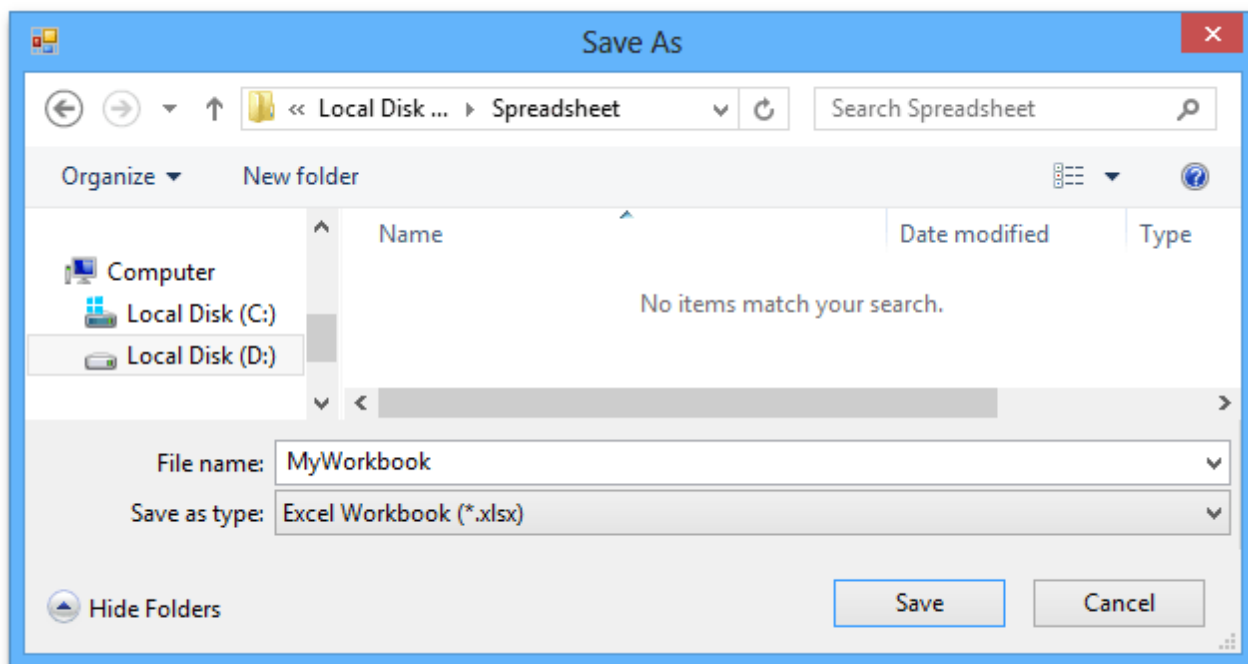 Save As
« Local Disk ... Spreadsheet Search Spreadsheet
Organize New folder
Name Date modified Type
Computer
No items match your search.
Local Disk (C:)
Local Disk (D:)
File name: MyWorkbook
Save as type: Excel Workbook (*.xlsx)
Hide Folders Save Cancel